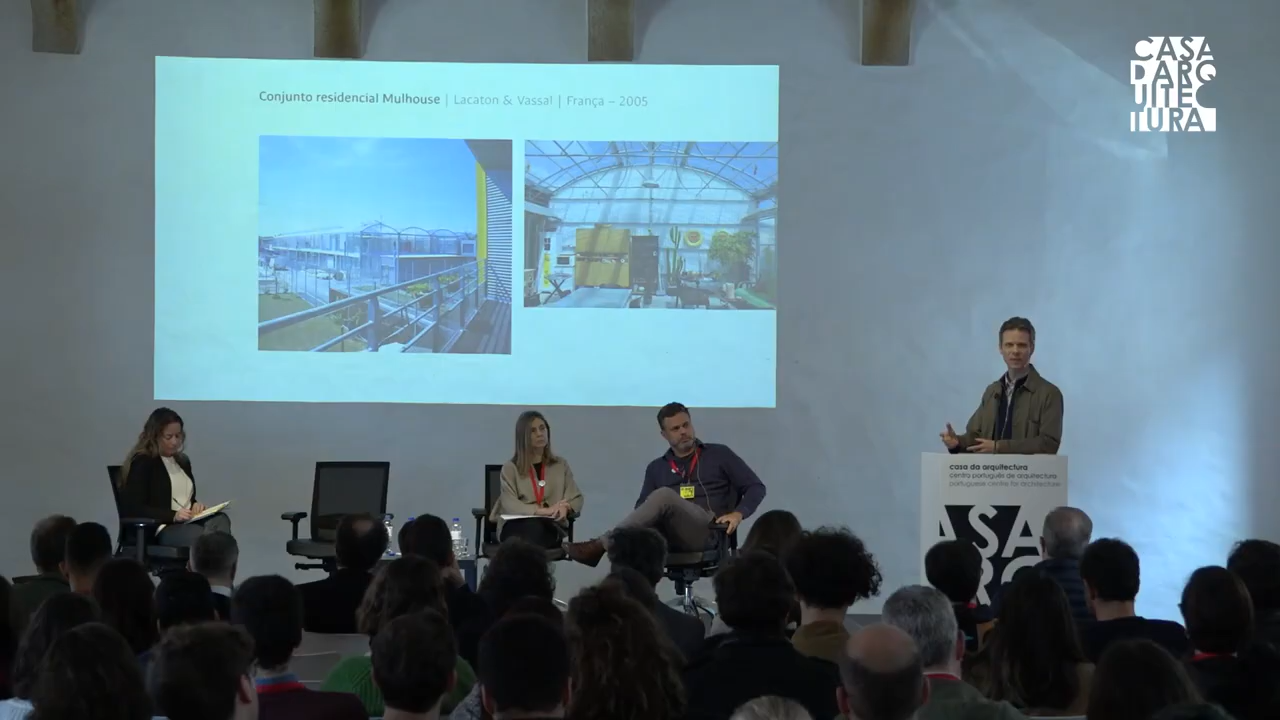 Conjunto residencial Mulhouse | Lacaton & Vassal | França – 2005
CASA
DARQ
UITEC
TURA
casa da arquitectura
centro português de arquitectura
portuguese centre for architecture
ASA